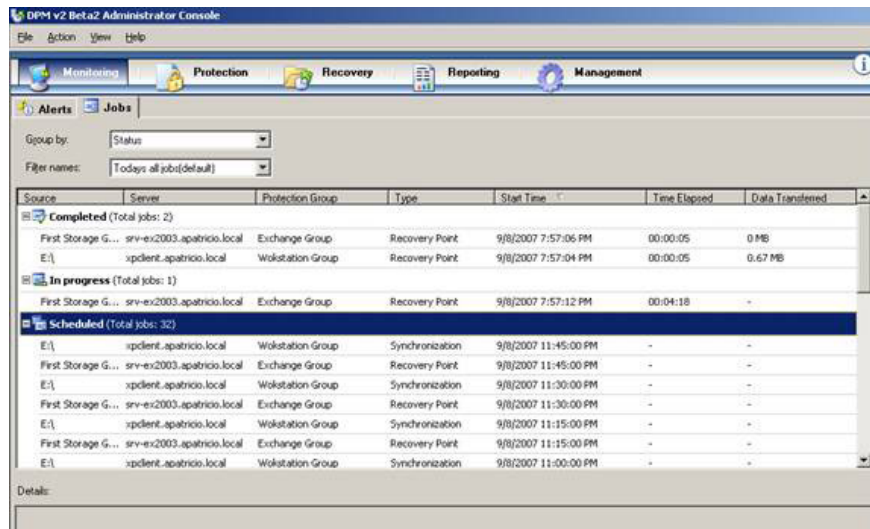 DPM v2 Beta2 Administrator Console
File Action View Help
Monitoring Protection Recovery Reporting Management
Alerts Jobs
Group by: Status
Filter names: Todays all jobs(default)
Source Server Protection Group Type Start Time Time Elapsed Data Transferred
Completed (Total jobs: 2)
First Storage G... srv-ex2003.apatricio.local Exchange Group Recovery Point 9/8/2007 7:57:06 PM 00:00:05 0 MB
E:\ xpclient.apatricio.local Wokstation Group Recovery Point 9/8/2007 7:57:04 PM 00:00:05 0.67 MB
In progress (Total jobs: 1)
First Storage G... srv-ex2003.apatricio.local Exchange Group Recovery Point 9/8/2007 7:57:12 PM 00:04:18 -
Scheduled (Total jobs: 32)
E:\ xpclient.apatricio.local Wokstation Group Synchronization 9/8/2007 11:45:00 PM - -
First Storage G... srv-ex2003.apatricio.local Exchange Group Recovery Point 9/8/2007 11:45:00 PM - -
E:\ xpclient.apatricio.local Wokstation Group Synchronization 9/8/2007 11:30:00 PM - -
First Storage G... srv-ex2003.apatricio.local Exchange Group Recovery Point 9/8/2007 11:30:00 PM - -
E:\ xpclient.apatricio.local Wokstation Group Synchronization 9/8/2007 11:15:00 PM - -
First Storage G... srv-ex2003.apatricio.local Exchange Group Recovery Point 9/8/2007 11:15:00 PM - -
E:\ xpclient.apatricio.local Wokstation Group Synchronization 9/8/2007 11:00:00 PM - -
Details: